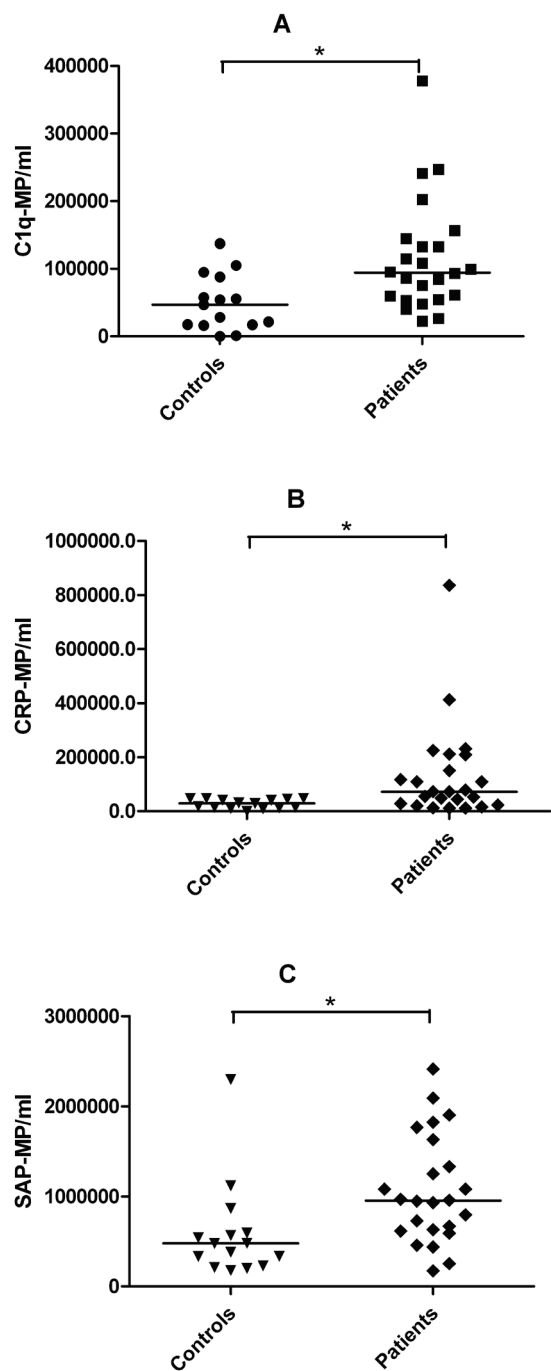 A
*
400000
300000
200000
100000
0
C1q-MP/ml
Controls
Patients
B
*
1000000.0
800000.0
600000.0
400000.0
200000.0
0.0
CRP-MP/ml
Controls
Patients
C
*
3000000
2000000
1000000
0
SAP-MP/ml
Controls
Patients